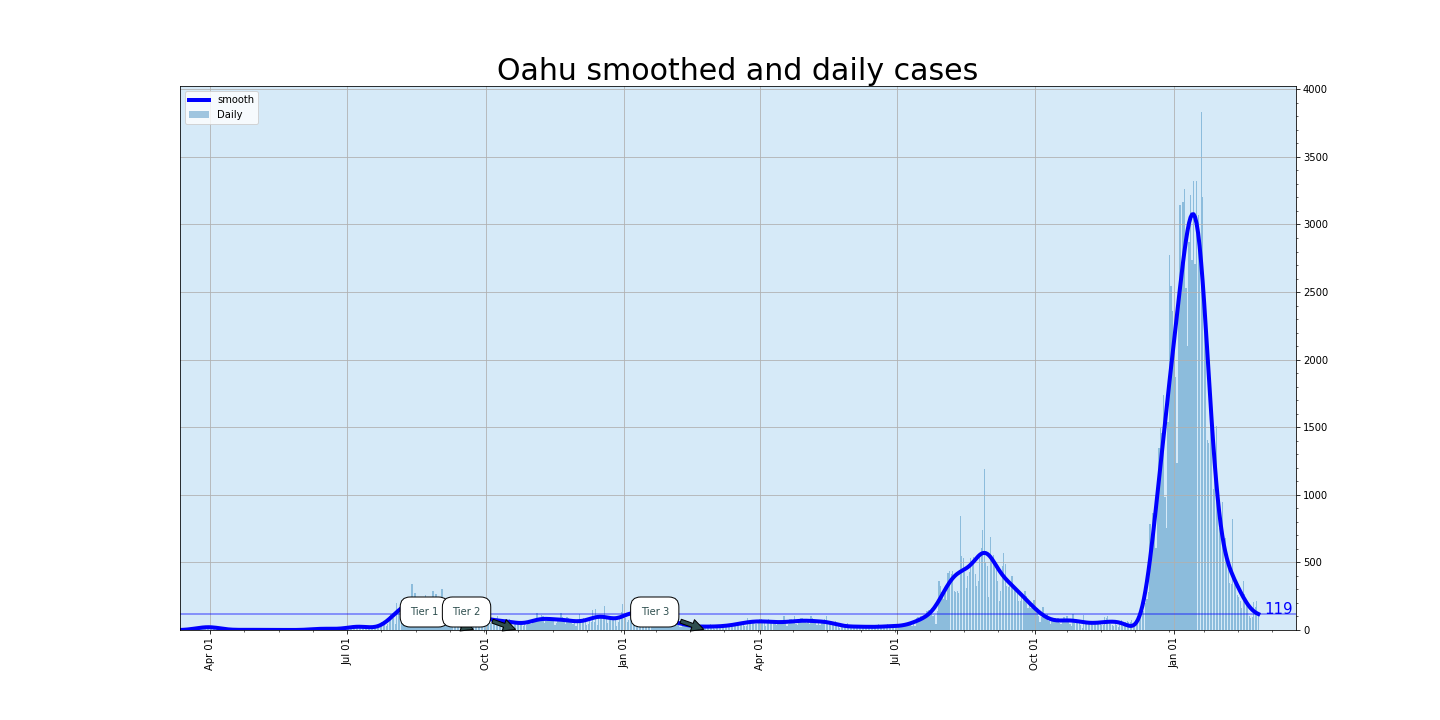 Oahu smoothed and daily cases
smooth
Daily
4000
3500
3000
2500
2000
1500
1000
500
0
119
Tier 1
Tier 2
Tier 3
Apr 01
Jul 01
Oct 01
Jan 01
Apr 01
Jul 01
Oct 01
Jan 01